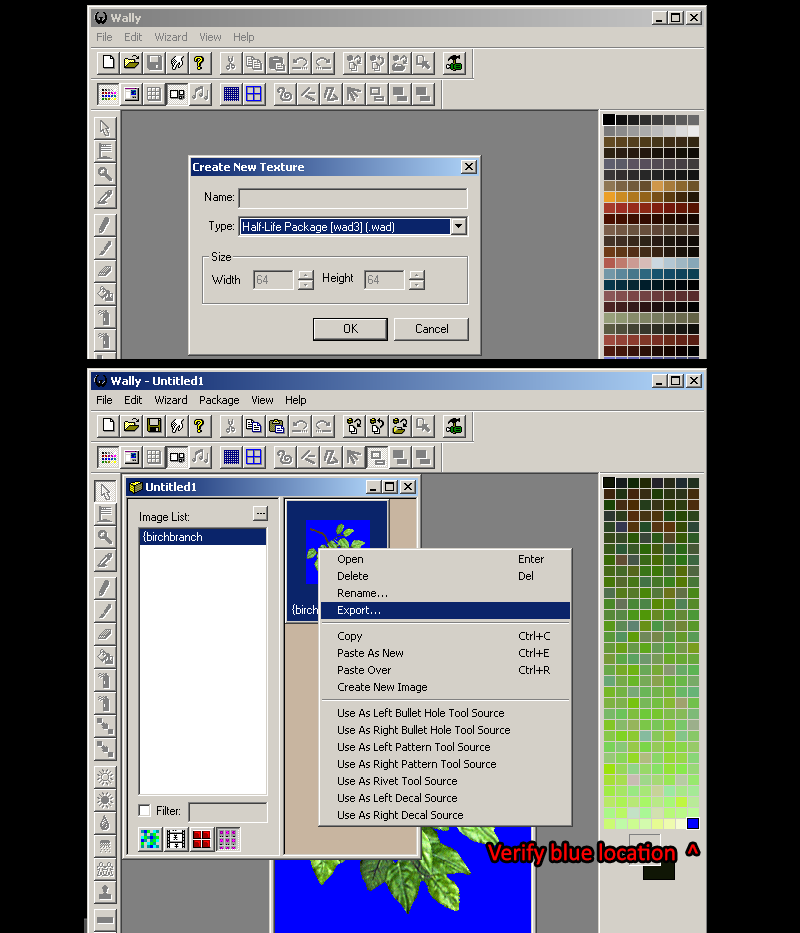 Wally
File Edit Wizard View Help
Create New Texture
Name:
Type: Half-Life Package [wad3] (.wad)
Size
Width 64 Height 64
OK Cancel
Wally - Untitled1
File Edit Wizard Package View Help
Untitled1
Image List: ...
{birchbranch
{birch
Filter:
Open Enter
Delete Del
Rename...
Export...
Copy Ctrl+C
Paste As New Ctrl+E
Paste Over Ctrl+R
Create New Image
Use As Left Bullet Hole Tool Source
Use As Right Bullet Hole Tool Source
Use As Left Pattern Tool Source
Use As Right Pattern Tool Source
Use As Rivet Tool Source
Use As Left Decal Source
Use As Right Decal Source
Verify blue location ^